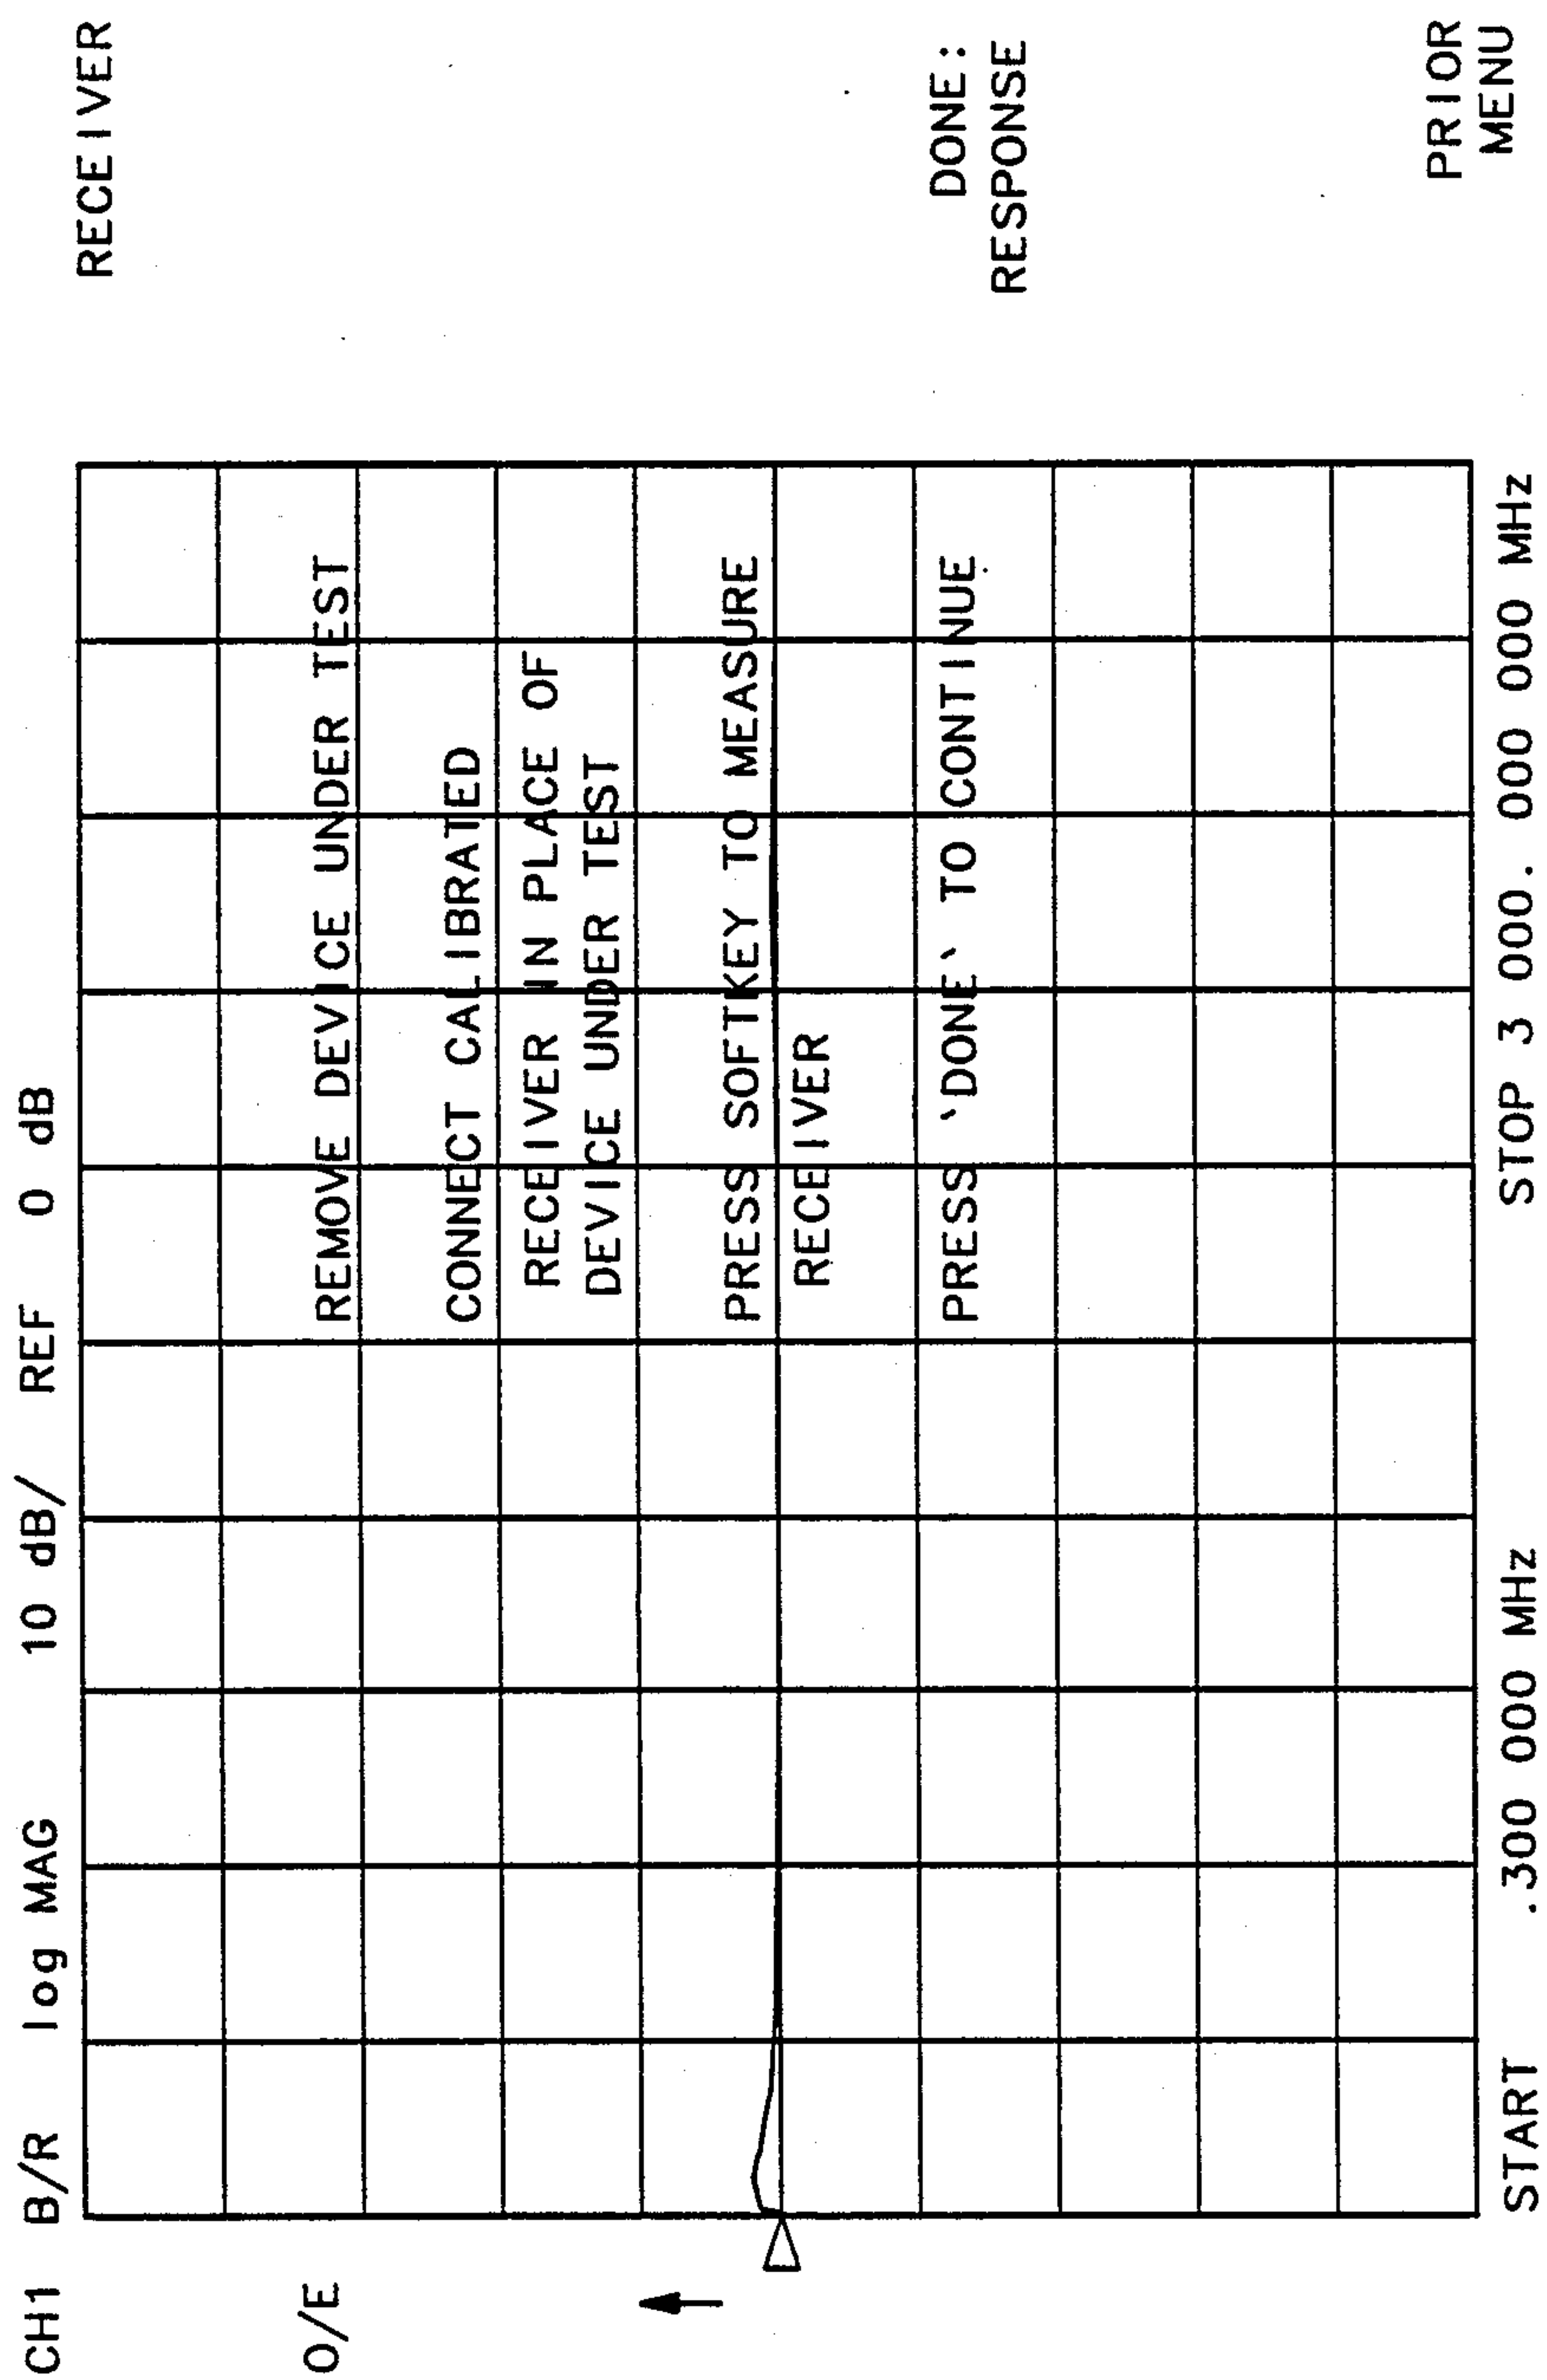 CH1 B/R log MAG 10 dB/ REF 0 dB
RECEIVER
O/E
REMOVE DEVICE UNDER TEST
CONNECT CALIBRATED
RECEIVER IN PLACE OF
DEVICE UNDER TEST
PRESS SOFTKEY TO MEASURE
RECEIVER
PRESS `DONE` TO CONTINUE
DONE:
RESPONSE
PRIOR
MENU
START .300 000 MHz STOP 3 000. 000 000 MHz